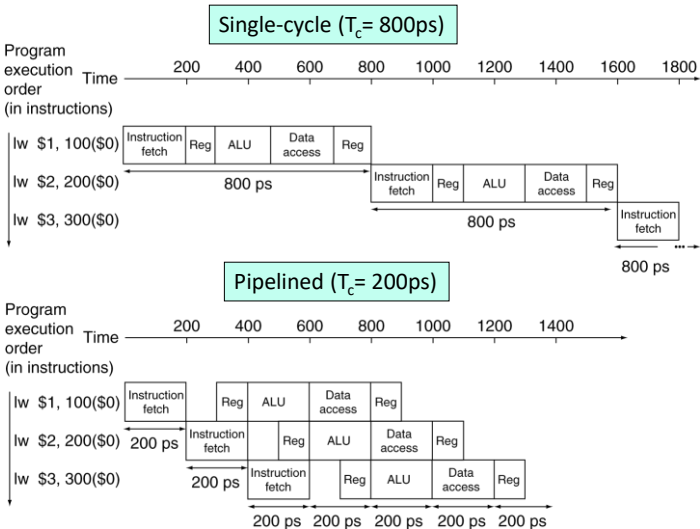 Single-cycle (Tc= 800ps)
Program
execution
order
(in instructions)
Time
200 400 600 800 1000 1200 1400 1600 1800
lw $1, 100($0)
Instruction
fetch
Reg
ALU
Data
access
Reg
800 ps
lw $2, 200($0)
Instruction
fetch
Reg
ALU
Data
access
Reg
800 ps
lw $3, 300($0)
Instruction
fetch
...
800 ps
Pipelined (Tc= 200ps)
Program
execution
order
(in instructions)
Time
200 400 600 800 1000 1200 1400
lw $1, 100($0)
Instruction
fetch
Reg
ALU
Data
access
Reg
200 ps
lw $2, 200($0)
Instruction
fetch
Reg
ALU
Data
access
Reg
200 ps
lw $3, 300($0)
Instruction
fetch
Reg
ALU
Data
access
Reg
200 ps 200 ps 200 ps 200 ps 200 ps